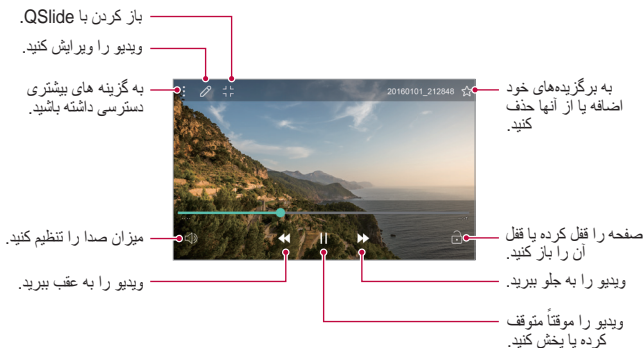 باز کردن با QSlide.
ویدیو را ویرایش کنید.
به گزینه های بیشتری
دسترسی داشته باشید.
20160101_212848
به برگزیده‌های خود
اضافه یا از آنها حذف
کنید.
میزان صدا را تنظیم کنید.
صفحه را قفل کرده یا قفل
آن را باز کنید.
ویدیو را به عقب ببرید.
ویدیو را به جلو ببرید.
ویدیو را موقتاً متوقف
کرده یا پخش کنید.